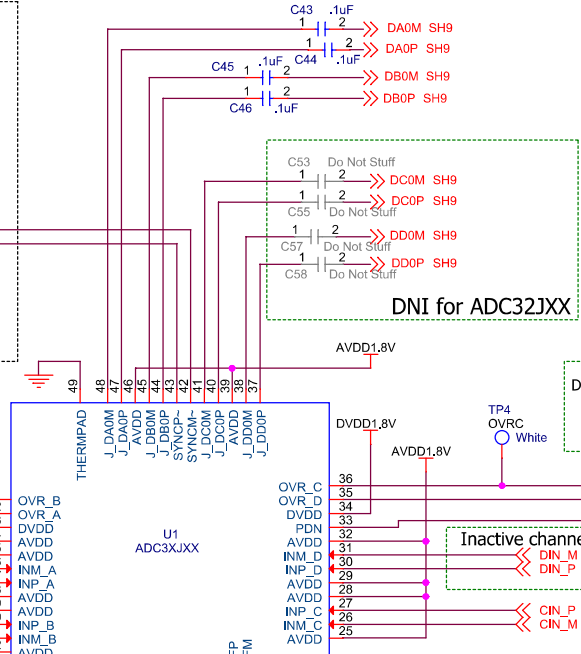 C43 .1uF
1 2 DA0M SH9
1 2 DA0P SH9
C44 .1uF
C45 .1uF
1 2 DB0M SH9
1 2 DB0P SH9
C46 .1uF
C53 Do Not Stuff
1 2 DC0M SH9
1 2 DC0P SH9
C55 Do Not Stuff
1 2 DD0M SH9
C57 Do Not Stuff
1 2 DD0P SH9
C58 Do Not Stuff
DNI for ADC32JXX
AVDD1.8V
49
48
47
46
45
44
43
42
41
40
39
38
37
THERMPAD
J_DA0M
J_DA0P
AVDD
J_DB0M
J_DB0P
SYNCP~
SYNCM~
J_DC0M
J_DC0P
AVDD
J_DD0M
J_DD0P
D
TP4
OVRC
White
DVDD1.8V
AVDD1.8V
U1
ADC3XJXX
OVR_B
OVR_A
DVDD
AVDD
AVDD
INM_A
INP_A
AVDD
AVDD
INP_B
INM_B
AVDD
OVR_C 36
OVR_D 35
DVDD 34
PDN 33
AVDD 32
INM_D 31
INP_D 30
AVDD 29
AVDD 28
INP_C 27
INM_C 26
AVDD 25
Inactive channe
DIN_M
DIN_P
CIN_P
CIN_M